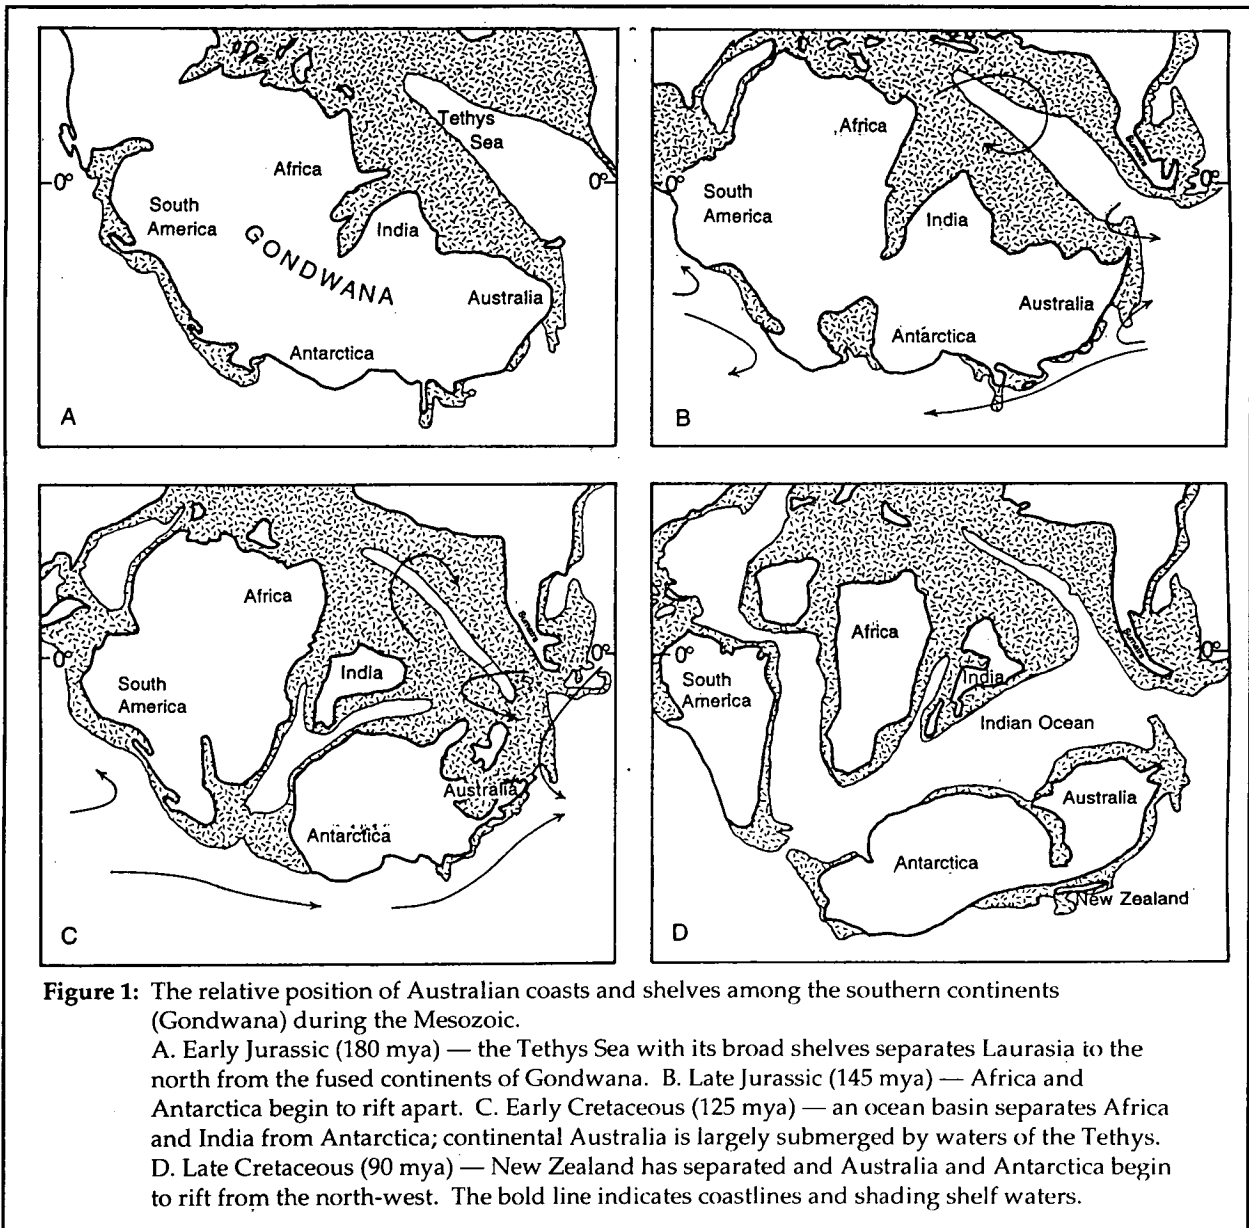 Tethys
Sea
Africa
0°
0°
South
America
India
GONDWANA
Australia
Antarctica
A
Africa
Sumatra
0°
0°
South
America
India
Australia
Antarctica
B
Africa
Sumatra
0°
0°
India
South
America
Australia
Antarctica
C
Africa
Sumatra
0°
0°
South
America
India
Indian Ocean
Australia
Antarctica
New Zealand
D
Figure 1: The relative position of Australian coasts and shelves among the southern continents
(Gondwana) during the Mesozoic.
A. Early Jurassic (180 mya) — the Tethys Sea with its broad shelves separates Laurasia to the
north from the fused continents of Gondwana. B. Late Jurassic (145 mya) — Africa and
Antarctica begin to rift apart. C. Early Cretaceous (125 mya) — an ocean basin separates Africa
and India from Antarctica; continental Australia is largely submerged by waters of the Tethys.
D. Late Cretaceous (90 mya) — New Zealand has separated and Australia and Antarctica begin
to rift from the north-west. The bold line indicates coastlines and shading shelf waters.